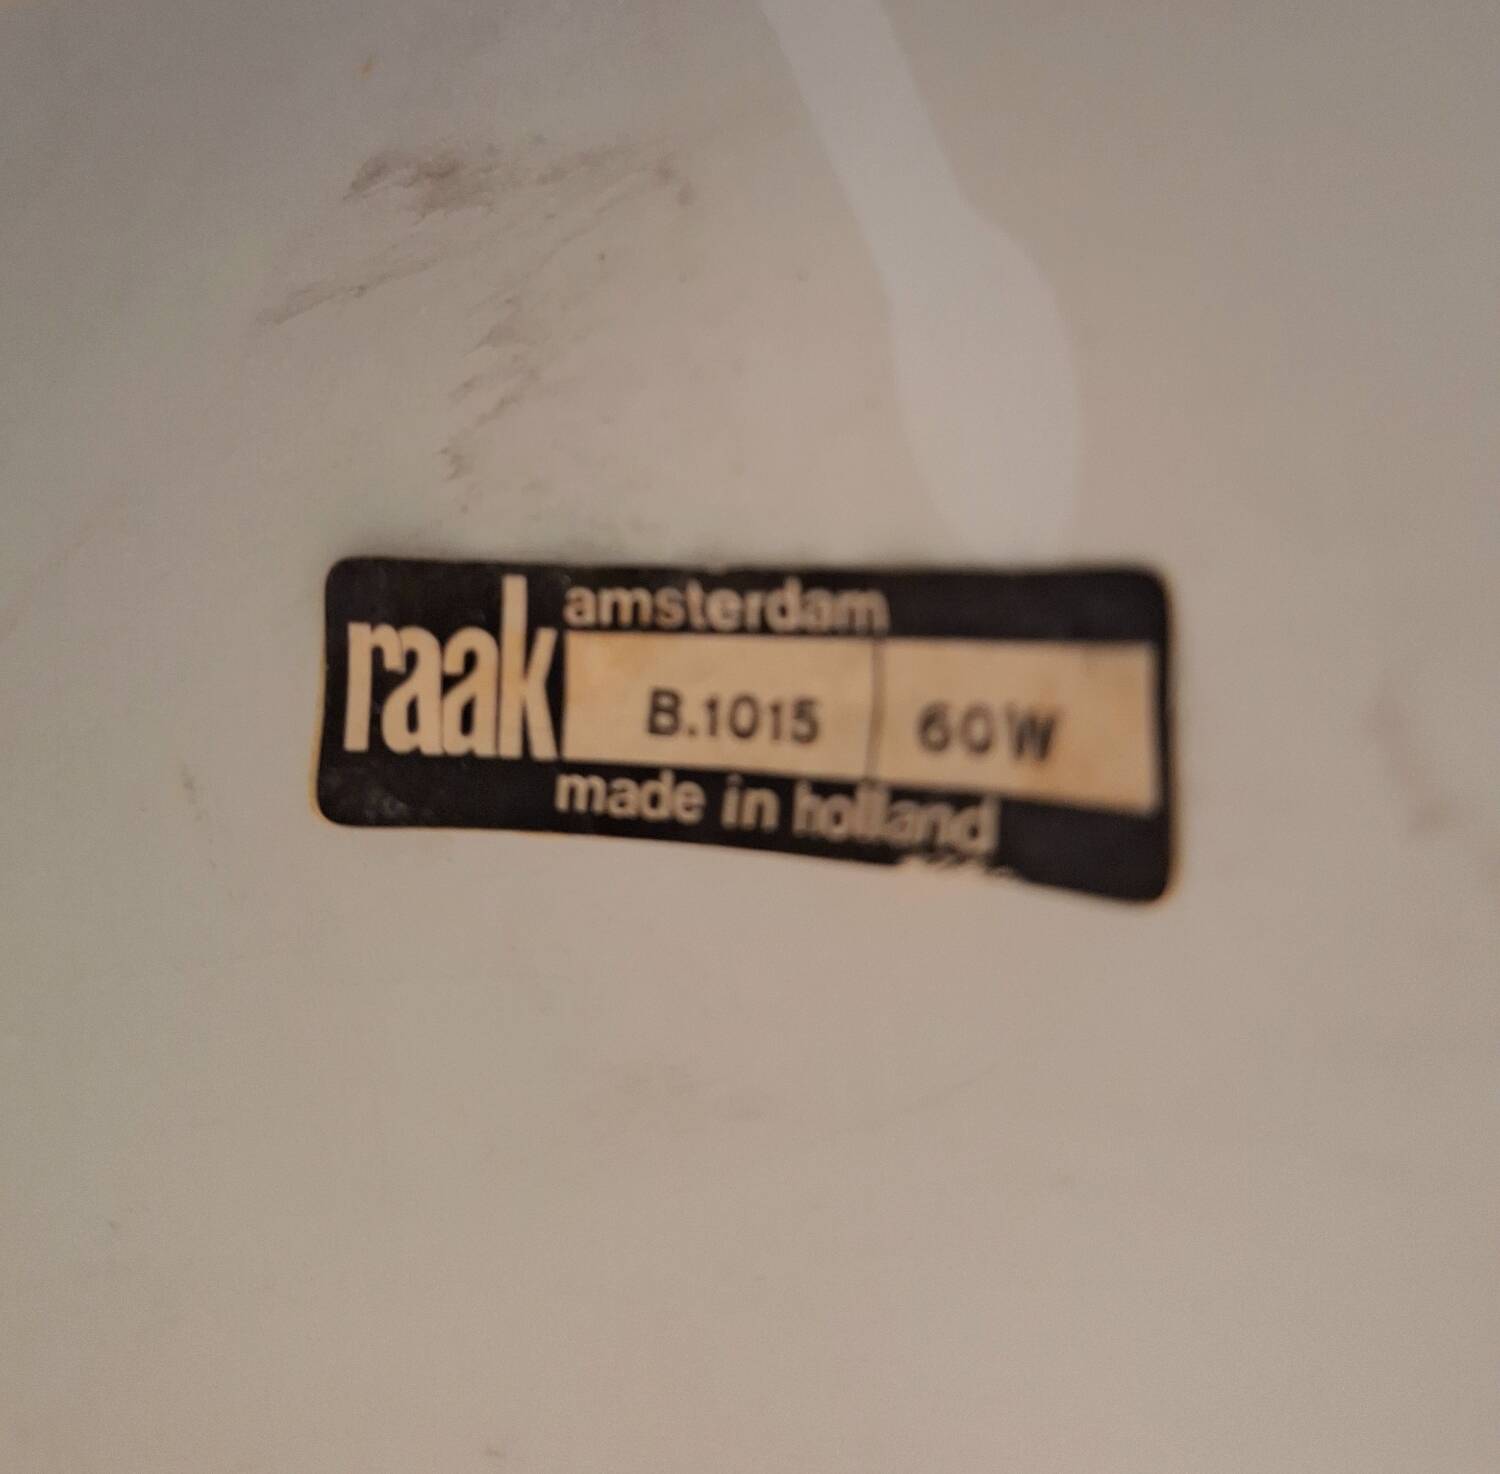 raak
amsterdam
B.1015 60W
made in holland